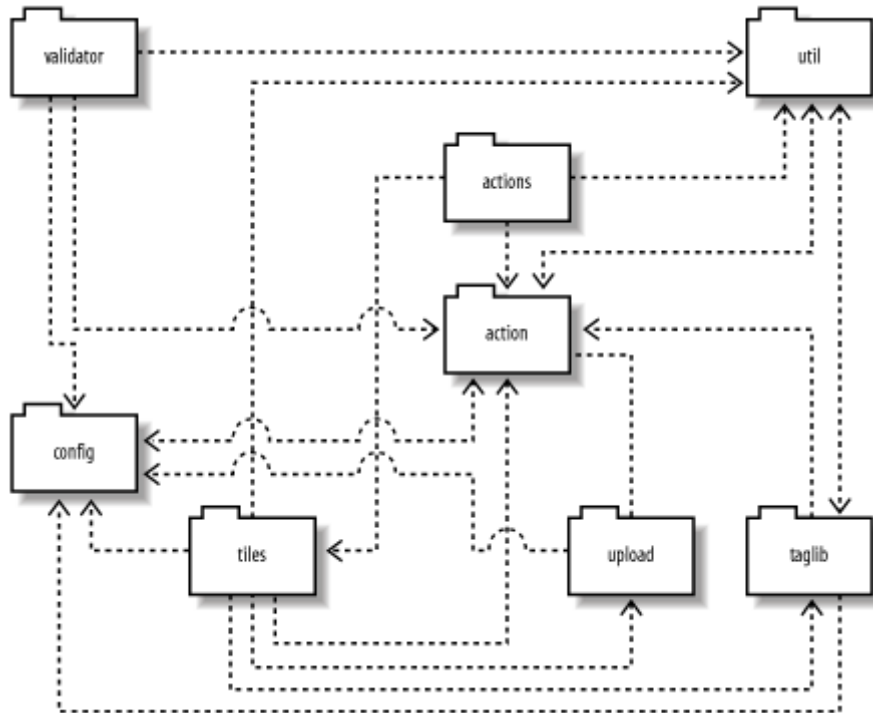 validator
util
actions
action
config
tiles
upload
taglib